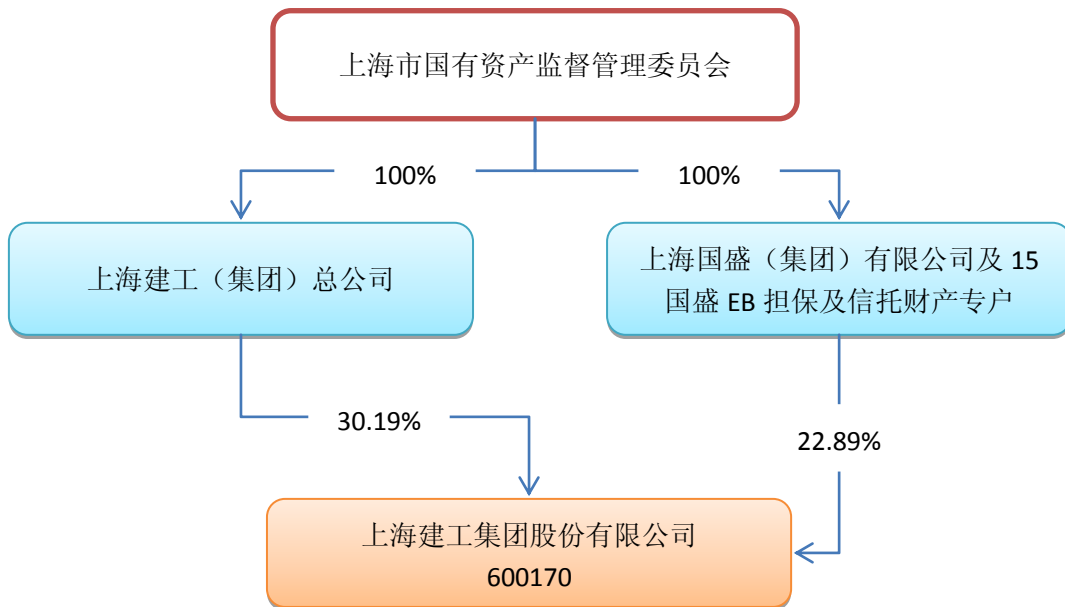 上海市国有资产监督管理委员会
100%
100%
上海建工（集团）总公司
上海国盛（集团）有限公司及 15
国盛 EB 担保及信托财产专户
30.19%
22.89%
上海建工集团股份有限公司
600170